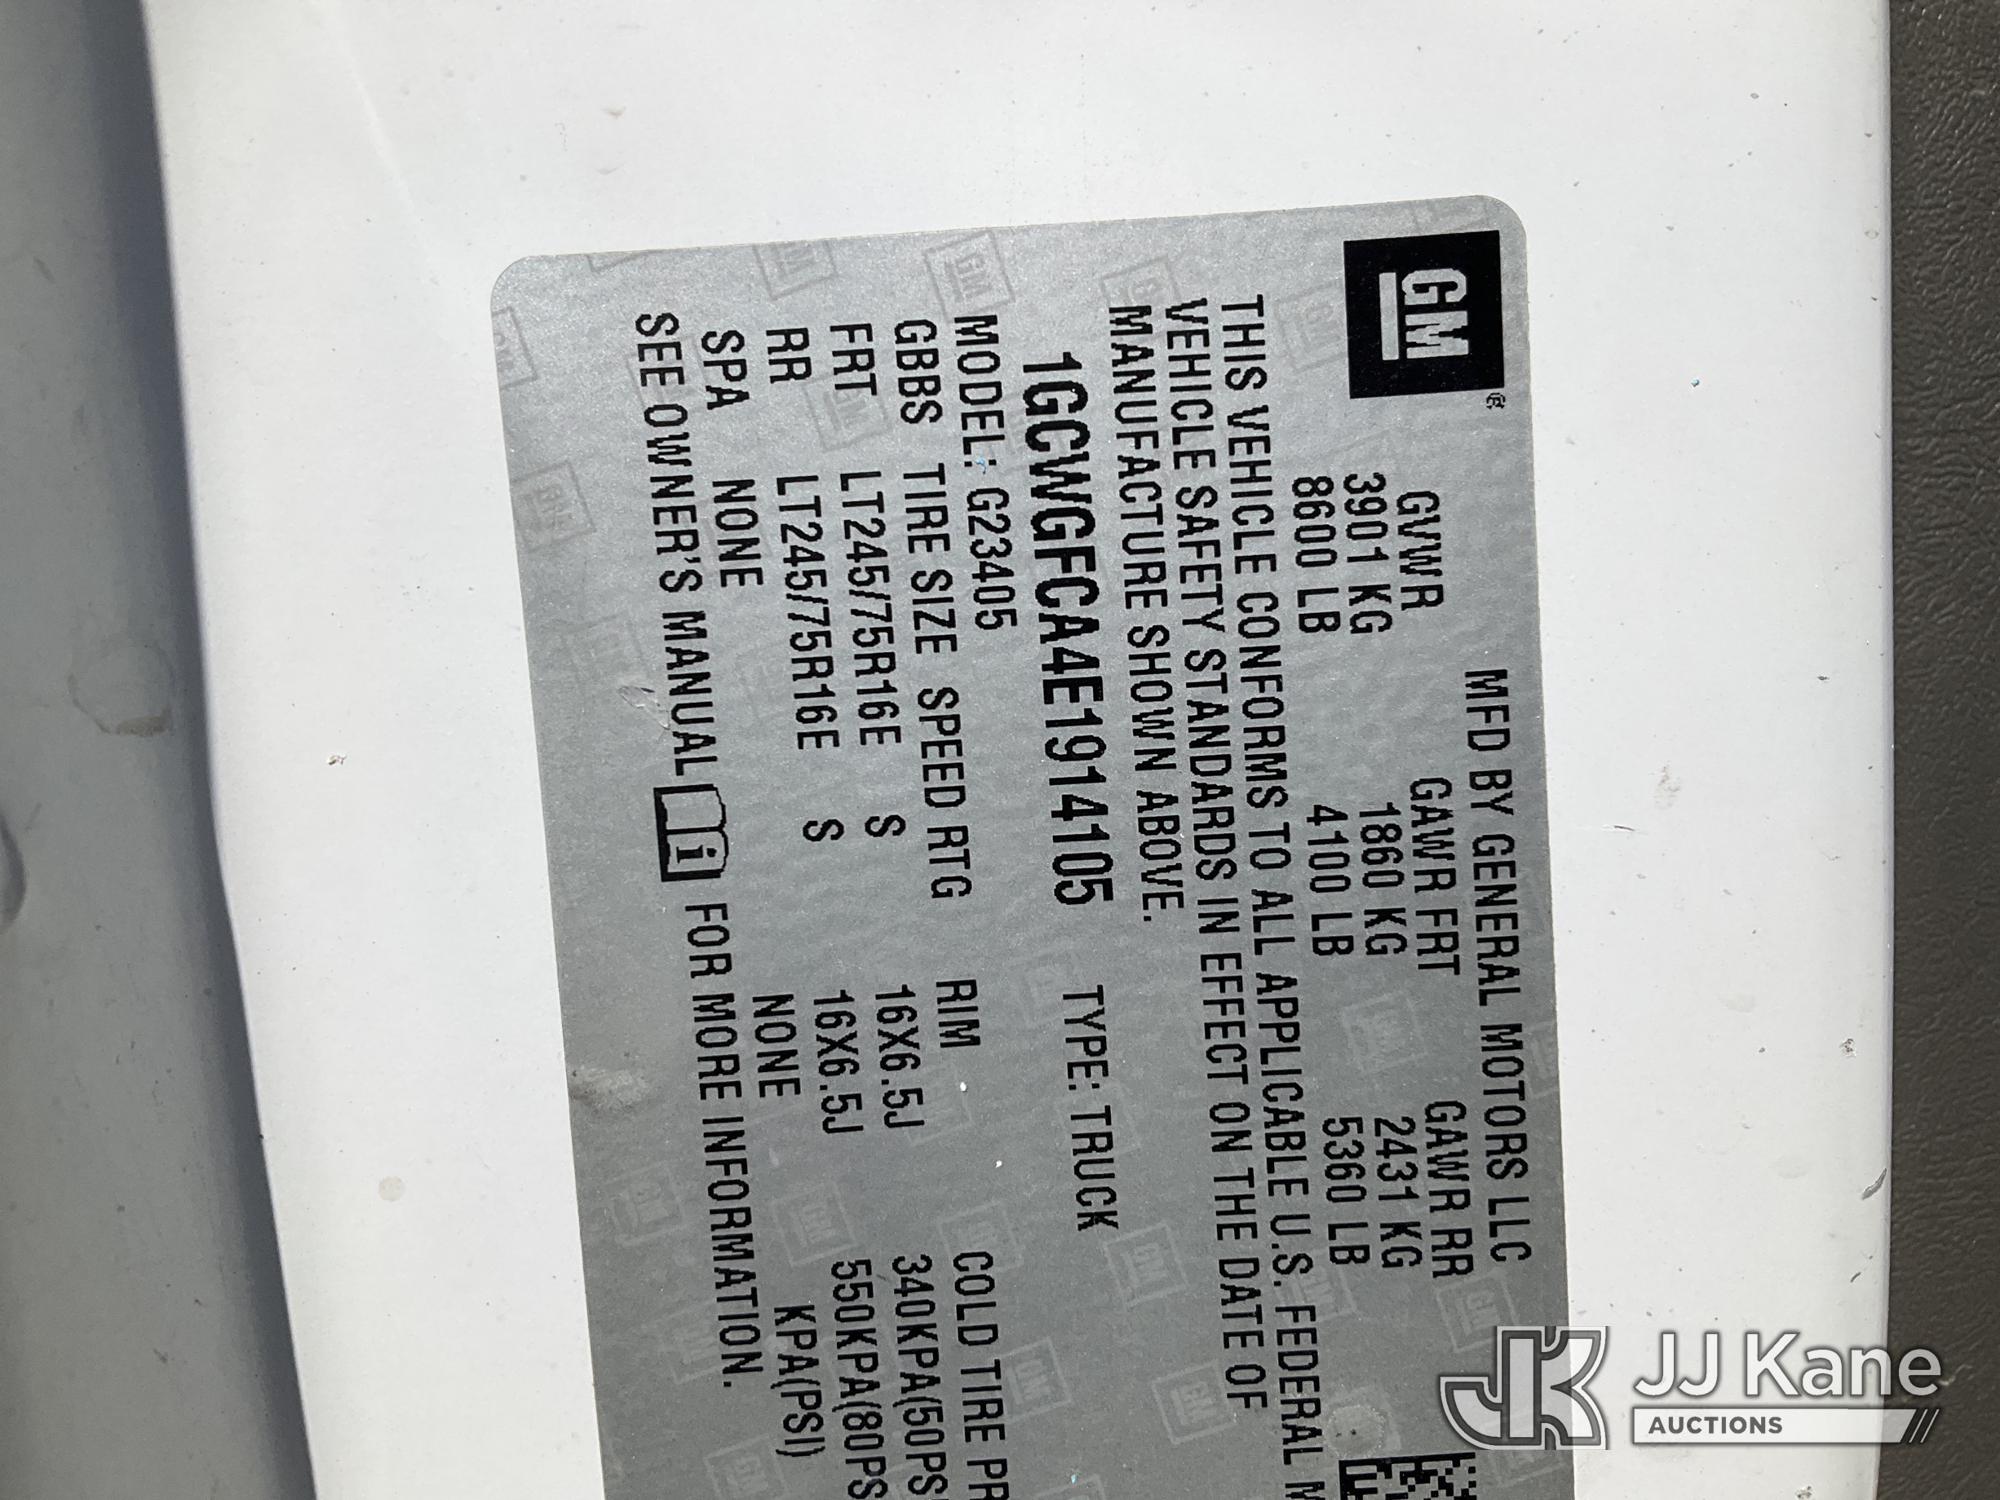 GM®
MFD BY GENERAL MOTORS LLC
GVWR GAWR FRT GAWR RR
3901 KG 1860 KG 2431 KG
8600 LB 4100 LB 5360 LB
THIS VEHICLE CONFORMS TO ALL APPLICABLE U.S. FEDERAL M
VEHICLE SAFETY STANDARDS IN EFFECT ON THE DATE OF
MANUFACTURE SHOWN ABOVE.
1GCWGFCA4E1914105 TYPE: TRUCK
MODEL: G23405
GBBS TIRE SIZE SPEED RTG RIM COLD TIRE PR
FRT LT245/75R16E S 16X6.5J 340KPA(50PS
RR LT245/75R16E S 16X6.5J 550KPA(80PS
SPA NONE NONE KPA(PSI)
SEE OWNER'S MANUAL i FOR MORE INFORMATION.
JK JJ Kane
AUCTIONS